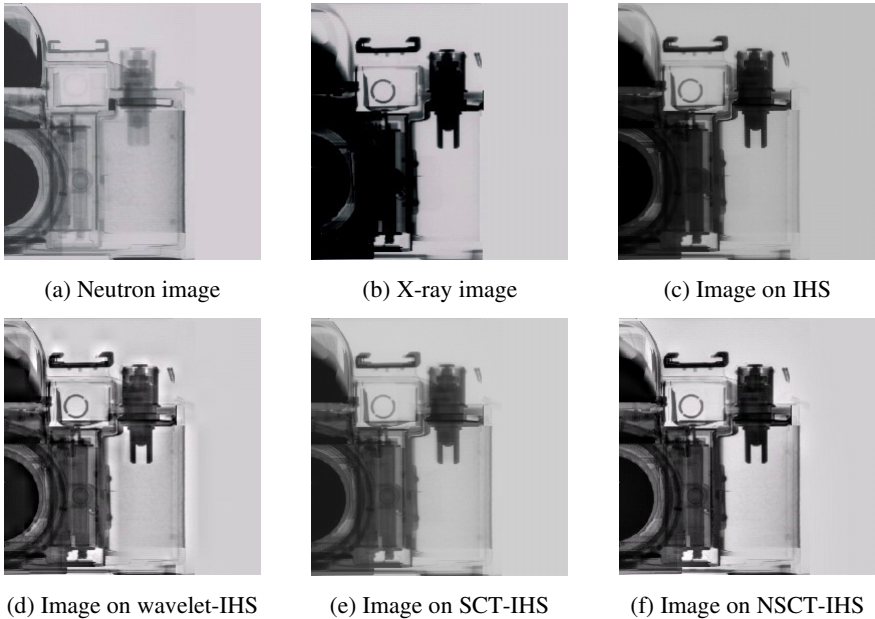 (a) Neutron image
(b) X-ray image
(c) Image on IHS
(d) Image on wavelet-IHS
(e) Image on SCT-IHS
(f) Image on NSCT-IHS